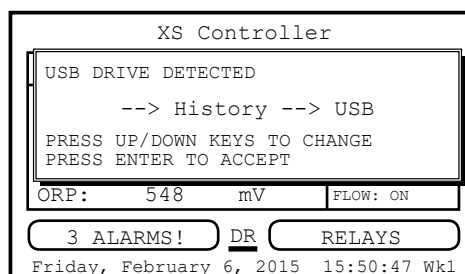 XS Controller
USB DRIVE DETECTED
--> History --> USB
PRESS UP/DOWN KEYS TO CHANGE
PRESS ENTER TO ACCEPT
ORP: 548 mV FLOW: ON
3 ALARMS! DR RELAYS
Friday, February 6, 2015 15:50:47 Wk1